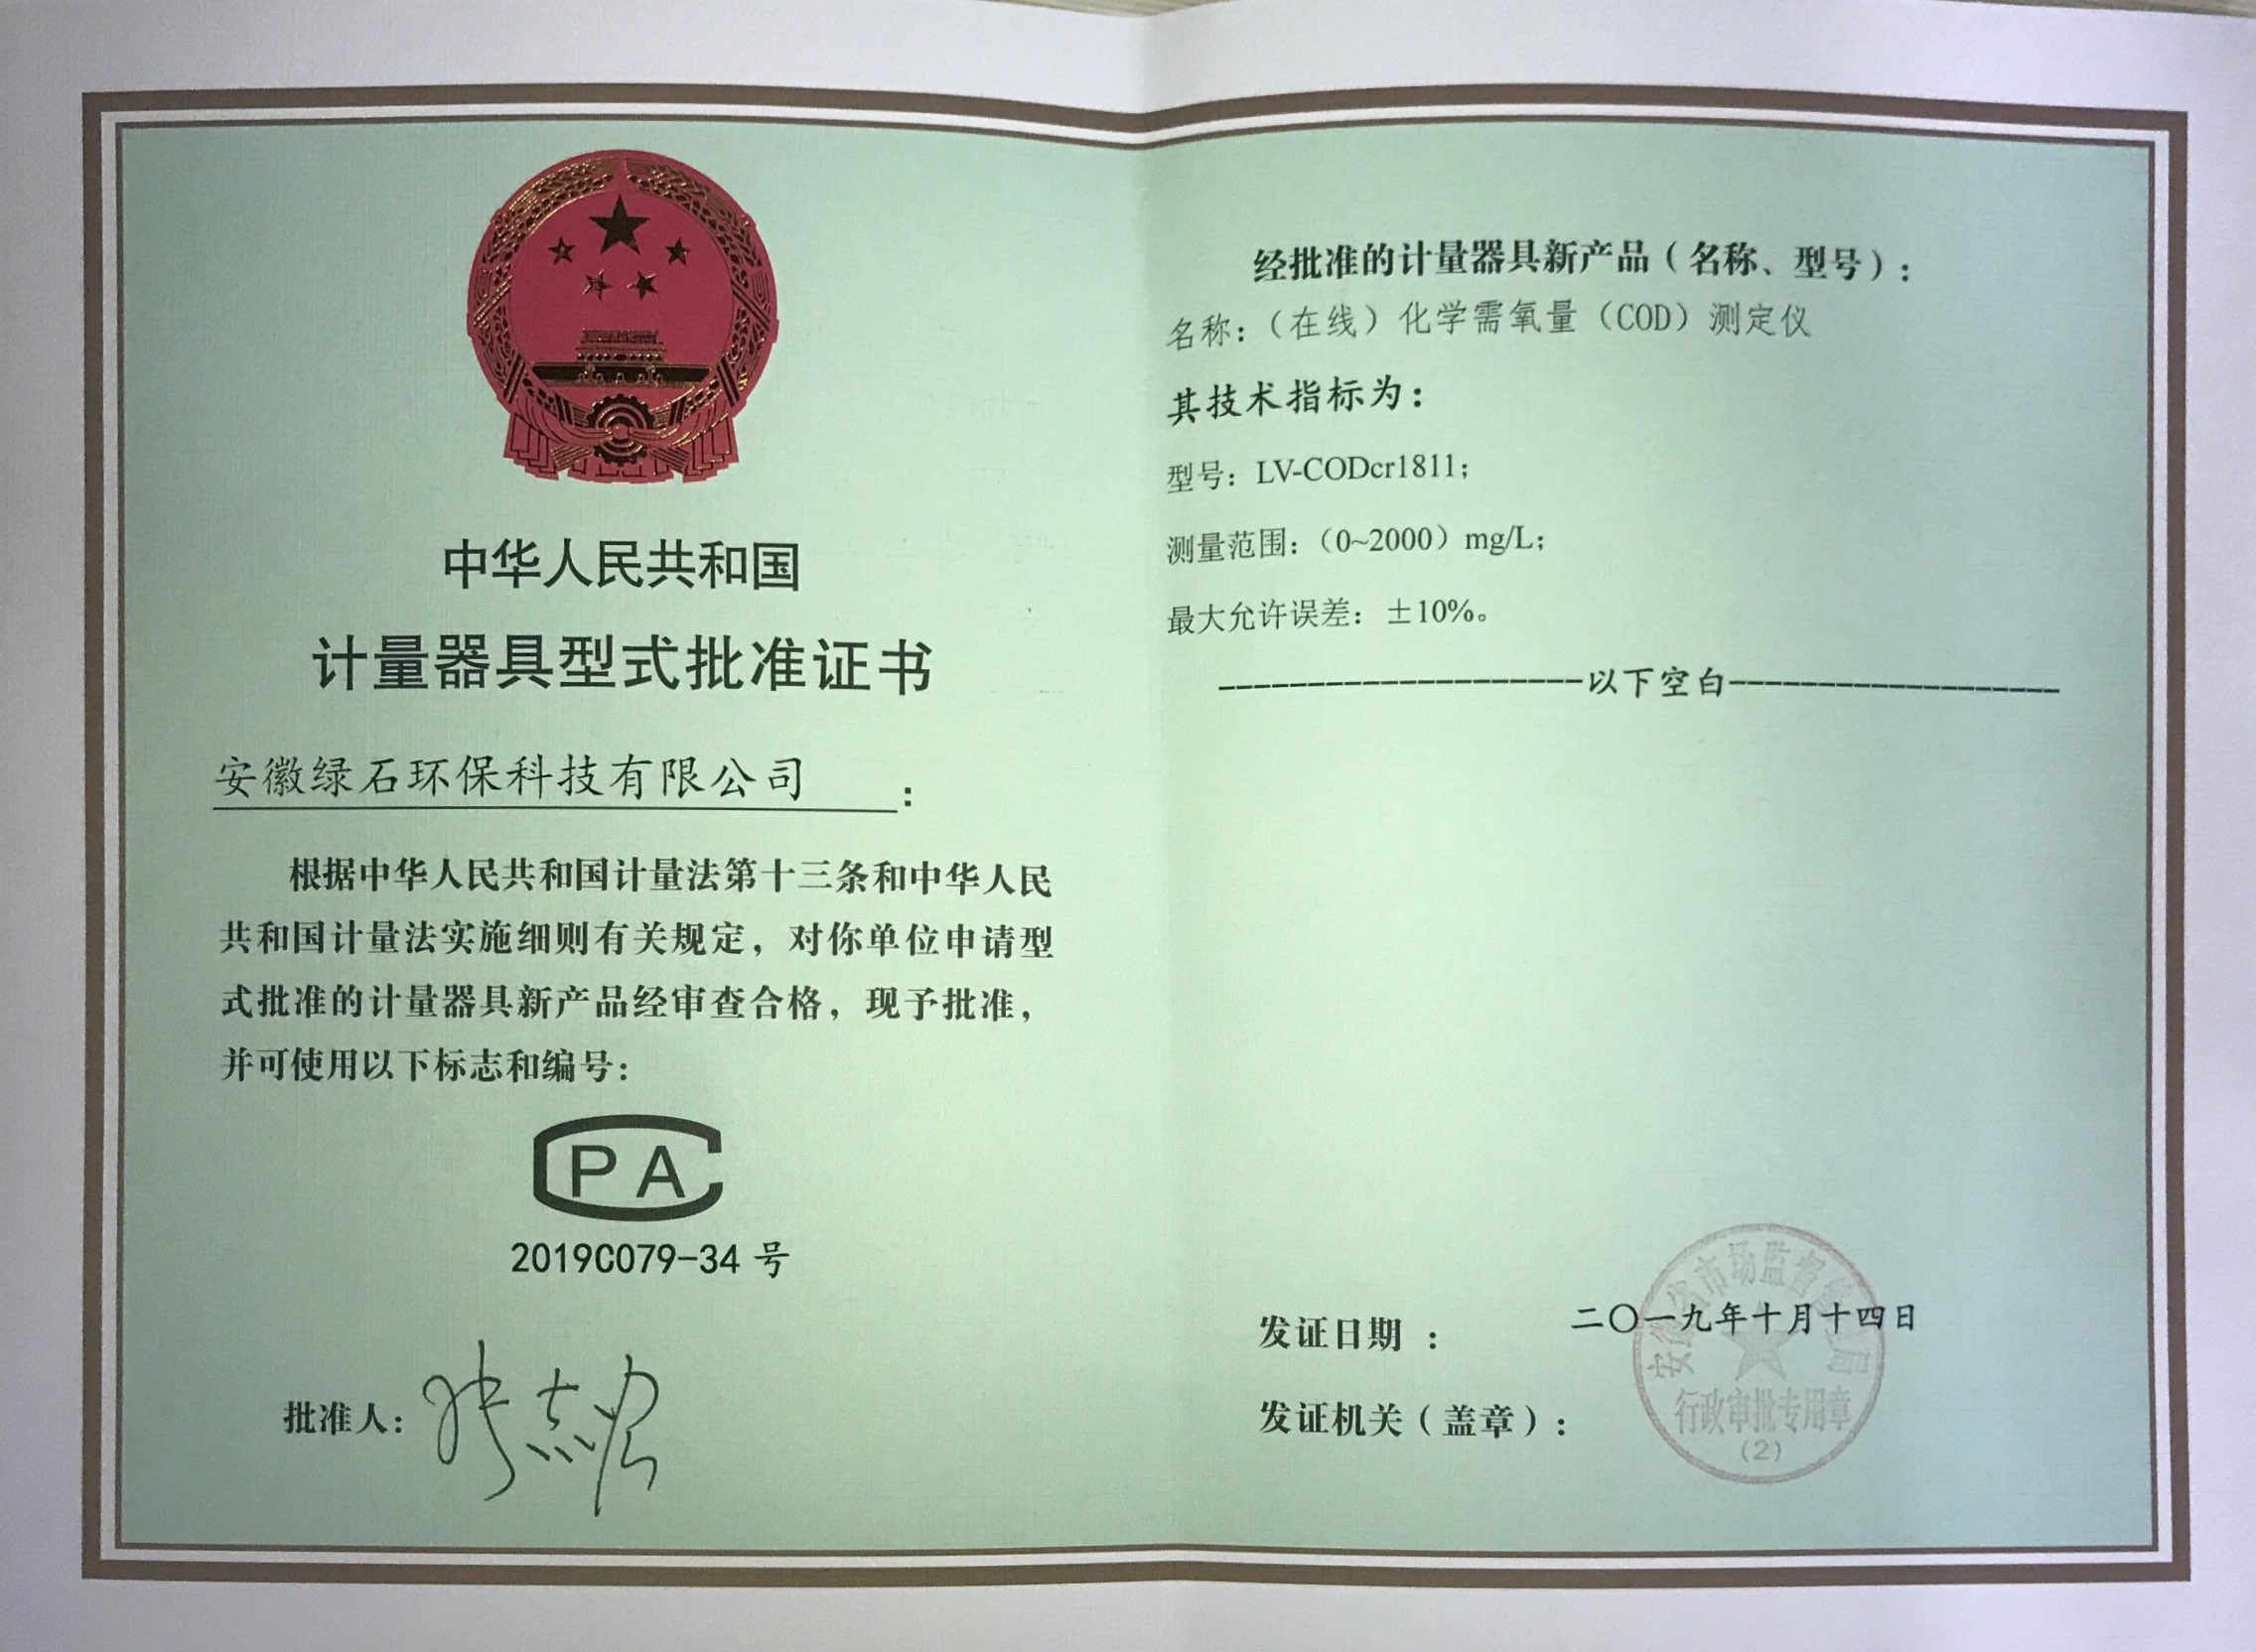 中华人民共和国
计量器具型式批准证书
安徽绿石环保科技有限公司:
根据中华人民共和国计量法第十三条和中华人民
共和国计量法实施细则有关规定，对你单位申请型
式批准的计量器具新产品经审查合格，现予批准，
并可使用以下标志和编号：
CPA
2019C079-34 号
批准人：
经批准的计量器具新产品（名称、型号）：
名称：（在线）化学需氧量（COD）测定仪
其技术指标为：
型号：LV-CODcr1811；
测量范围：（0~2000）mg/L；
最大允许误差：±10%。
--------------------以下空白------------------
发证日期 ： 二〇一九年十月十四日
发证机关（盖章）：
安徽省市场监督管理局
行政审批专用章
(2)